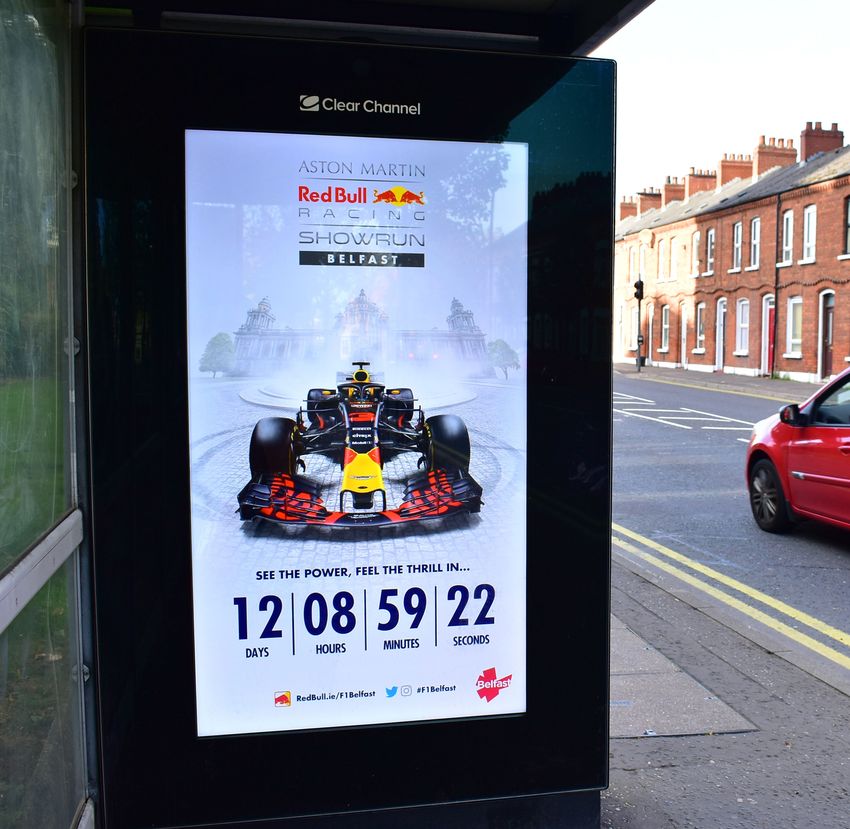 Clear Channel
ASTON MARTIN
Red Bull
RACING
SHOWRUN
BELFAST
SEE THE POWER, FEEL THE THRILL IN...
12 08 59 22
DAYS HOURS MINUTES SECONDS
RedBull.ie/F1Belfast #F1Belfast Belfast